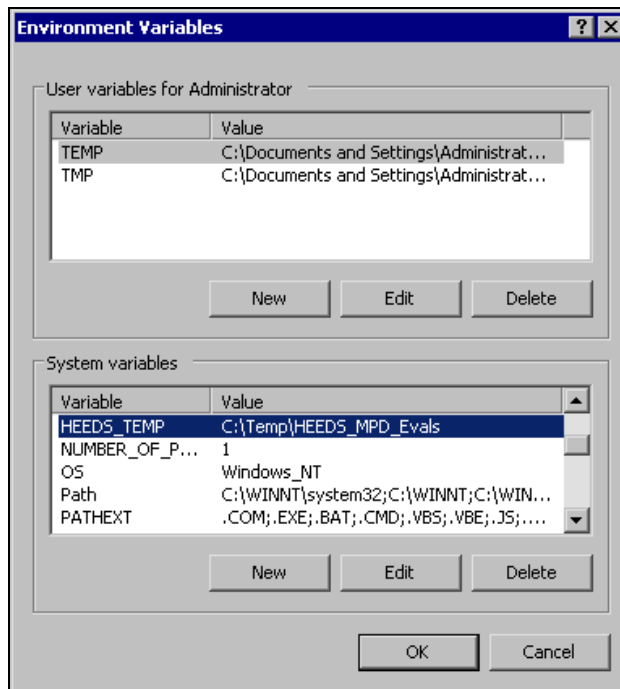 Environment Variables
User variables for Administrator
Variable Value
TEMP C:\Documents and Settings\Administrat...
TMP C:\Documents and Settings\Administrat...
New Edit Delete
System variables
Variable Value
HEEDS_TEMP C:\Temp\HEEDS_MPD_Evals
NUMBER_OF_P... 1
OS Windows_NT
Path C:\WINNT\system32;C:\WINNT;C:\WIN...
PATHEXT .COM;.EXE;.BAT;.CMD;.VBS;.VBE;.JS;....
New Edit Delete
OK Cancel